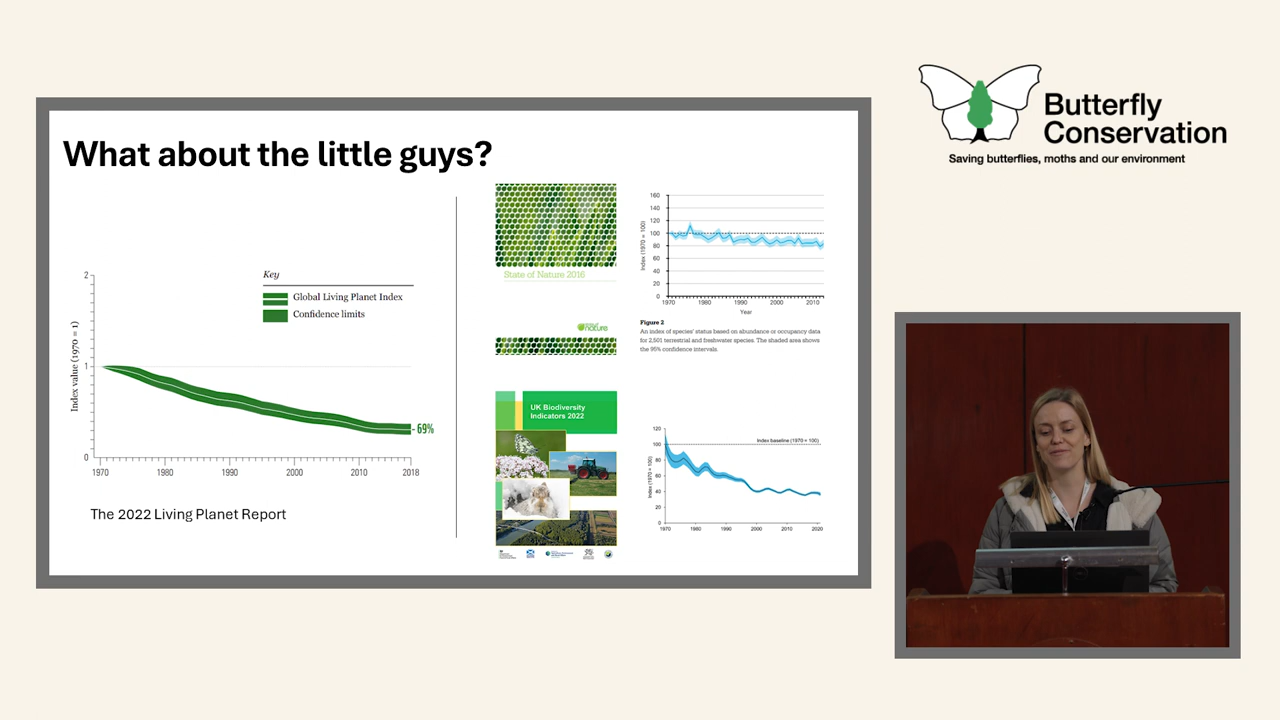 What about the little guys?
2
1
0
Index value (1970 = 1)
Key
Global Living Planet Index
Confidence limits
- 69%
1970 1980 1990 2000 2010 2018
The 2022 Living Planet Report
State of Nature 2016
nature
160
140
120
100
80
60
40
20
0
Index (1970 = 100)
1970 1980 1990 2000 2010
Year
Figure 2
An index of species' status based on abundance or occupancy data
for 2,501 terrestrial and freshwater species. The shaded area shows
the 95% confidence intervals.
UK Biodiversity
Indicators 2022
120
100
80
60
40
20
0
Index (1970 = 100)
Index baseline (1970 = 100)
1970 1980 1990 2000 2010 2020
Butterfly
Conservation
Saving butterflies, moths and our environment